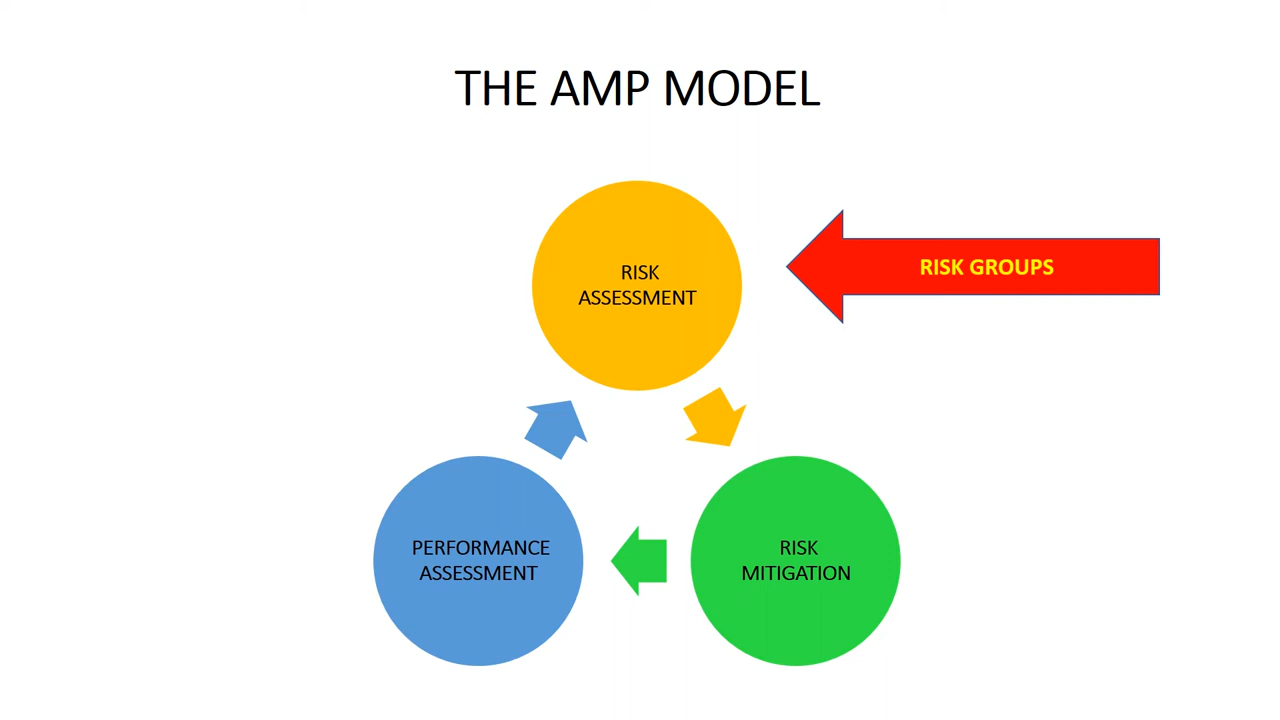 THE AMP MODEL
RISK
ASSESSMENT
RISK GROUPS
PERFORMANCE
ASSESSMENT
RISK
MITIGATION